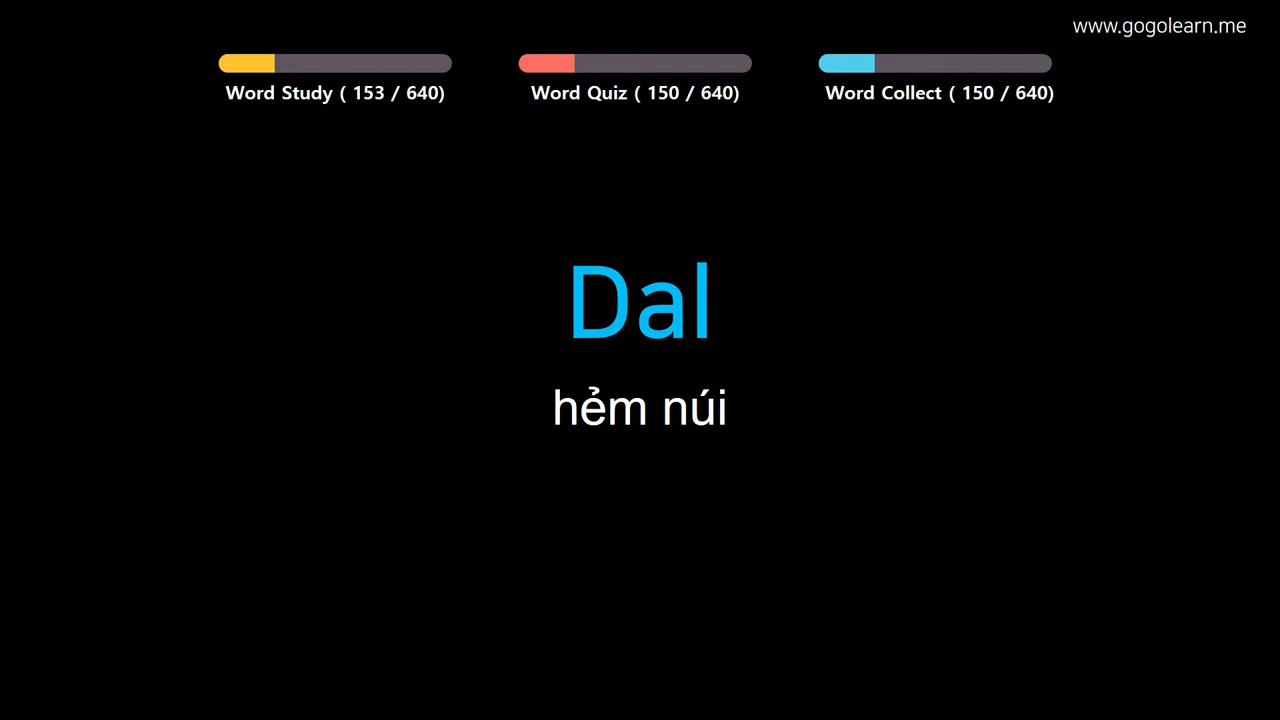 www.gogolearn.me
Word Study ( 153 / 640)
Word Quiz ( 150 / 640)
Word Collect ( 150 / 640)
Dal
hẻm núi